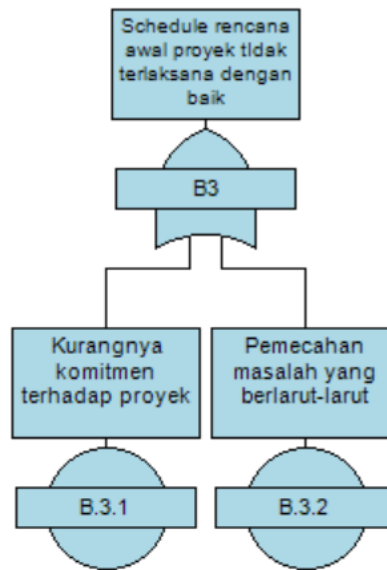 Schedule rencana
awal proyek tIdak
terlaksana dengan
baik
B3
Kurangnya
komitmen
terhadap proyek
Pemecahan
masalah yang
berlarut-larut
B.3.1
B.3.2